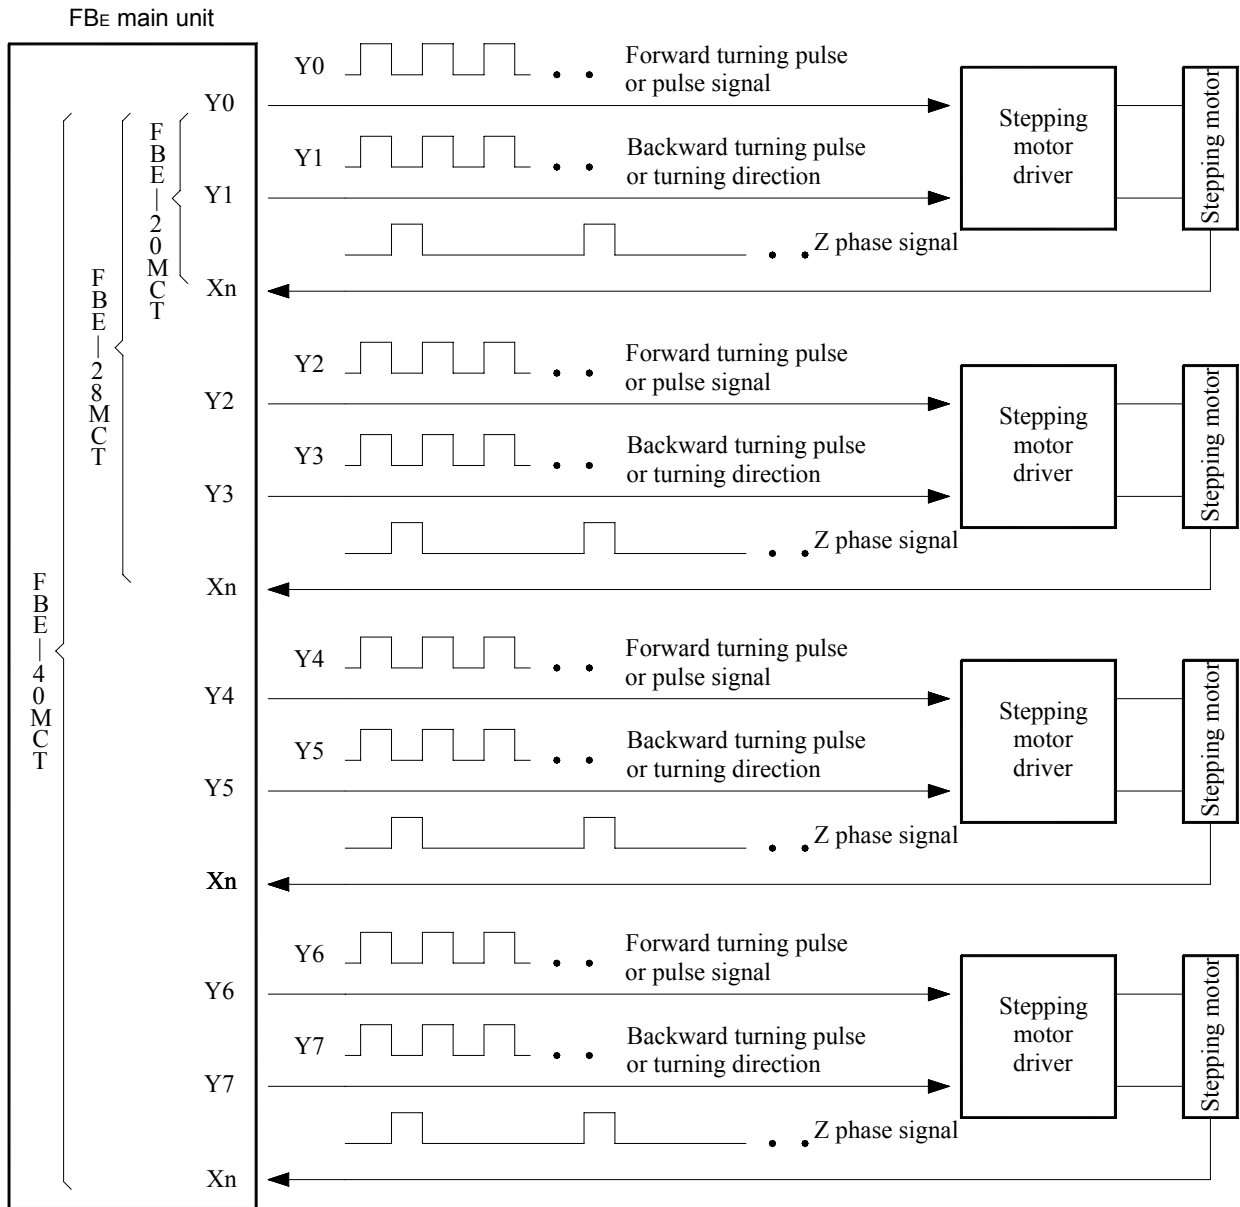 FBE main unit
Y0
Forward turning pulse
or pulse signal
Y0
Y1
Backward turning pulse
or turning direction
Y1
Z phase signal
Xn
Stepping
motor
driver
Stepping motor
FBE-20MCT
Y2
Forward turning pulse
or pulse signal
Y2
Y3
Backward turning pulse
or turning direction
Y3
Z phase signal
Xn
Stepping
motor
driver
Stepping motor
FBE-28MCT
Y4
Forward turning pulse
or pulse signal
Y4
Y5
Backward turning pulse
or turning direction
Y5
Z phase signal
Xn
Stepping
motor
driver
Stepping motor
FBE-40MCT
Y6
Forward turning pulse
or pulse signal
Y6
Y7
Backward turning pulse
or turning direction
Y7
Z phase signal
Xn
Stepping
motor
driver
Stepping motor